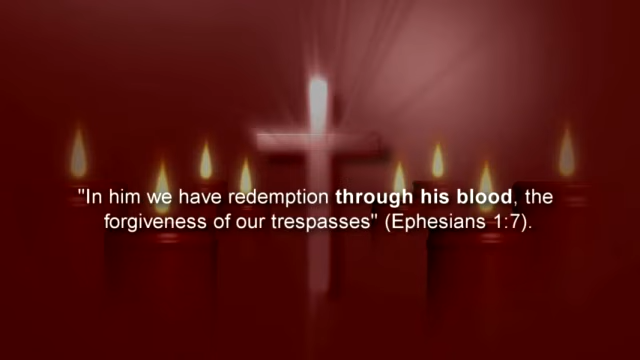 "In him we have redemption through his blood, the
forgiveness of our trespasses" (Ephesians 1:7).